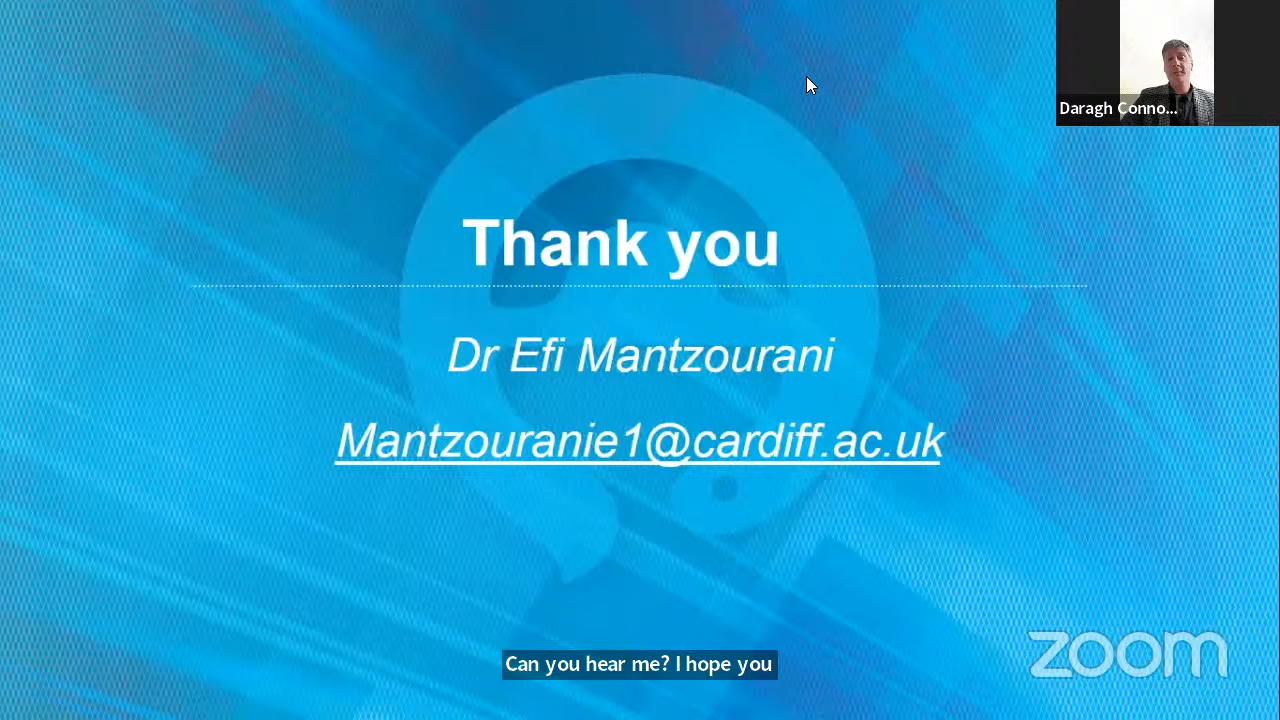 Daragh Conno...
Thank you
Dr Efi Mantzourani
Mantzouranie1@cardiff.ac.uk
zoom
Can you hear me? I hope you